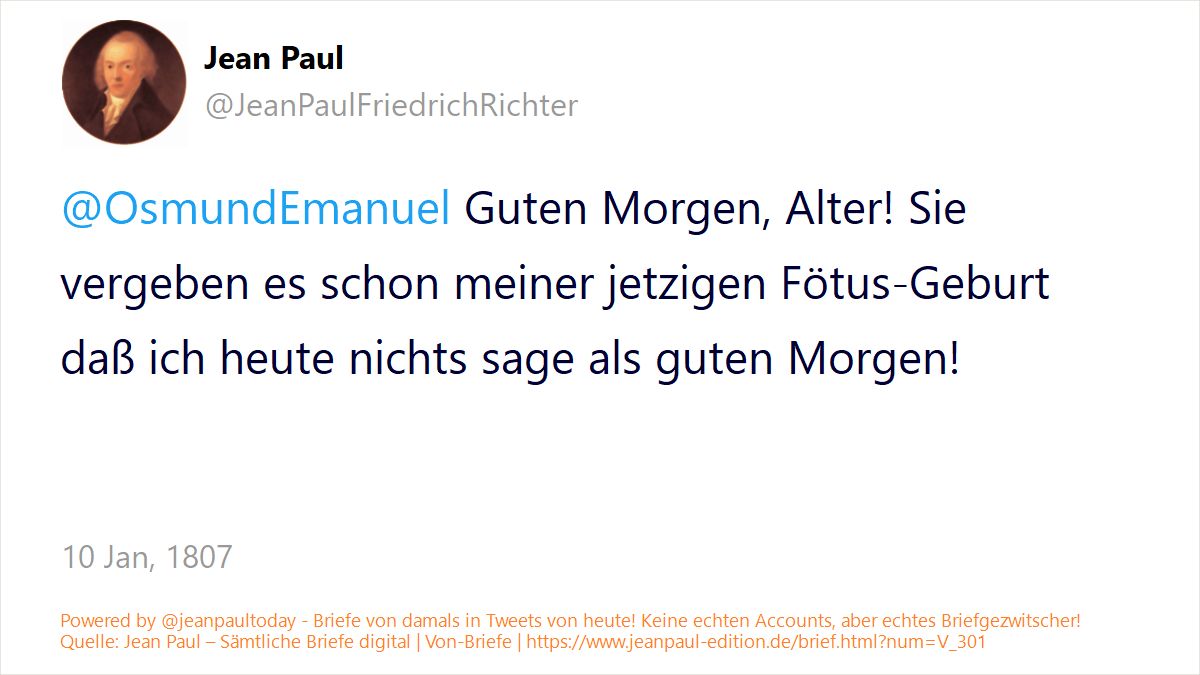 Jean Paul
@JeanPaulFriedrichRichter
@OsmundEmanuel Guten Morgen, Alter! Sie
vergeben es schon meiner jetzigen Fötus-Geburt
daß ich heute nichts sage als guten Morgen!
10 Jan, 1807
Powered by @jeanpaultoday - Briefe von damals in Tweets von heute! Keine echten Accounts, aber echtes Briefgezwitscher!
Quelle: Jean Paul – Sämtliche Briefe digital | Von-Briefe | https://www.jeanpaul-edition.de/brief.html?num=V_301